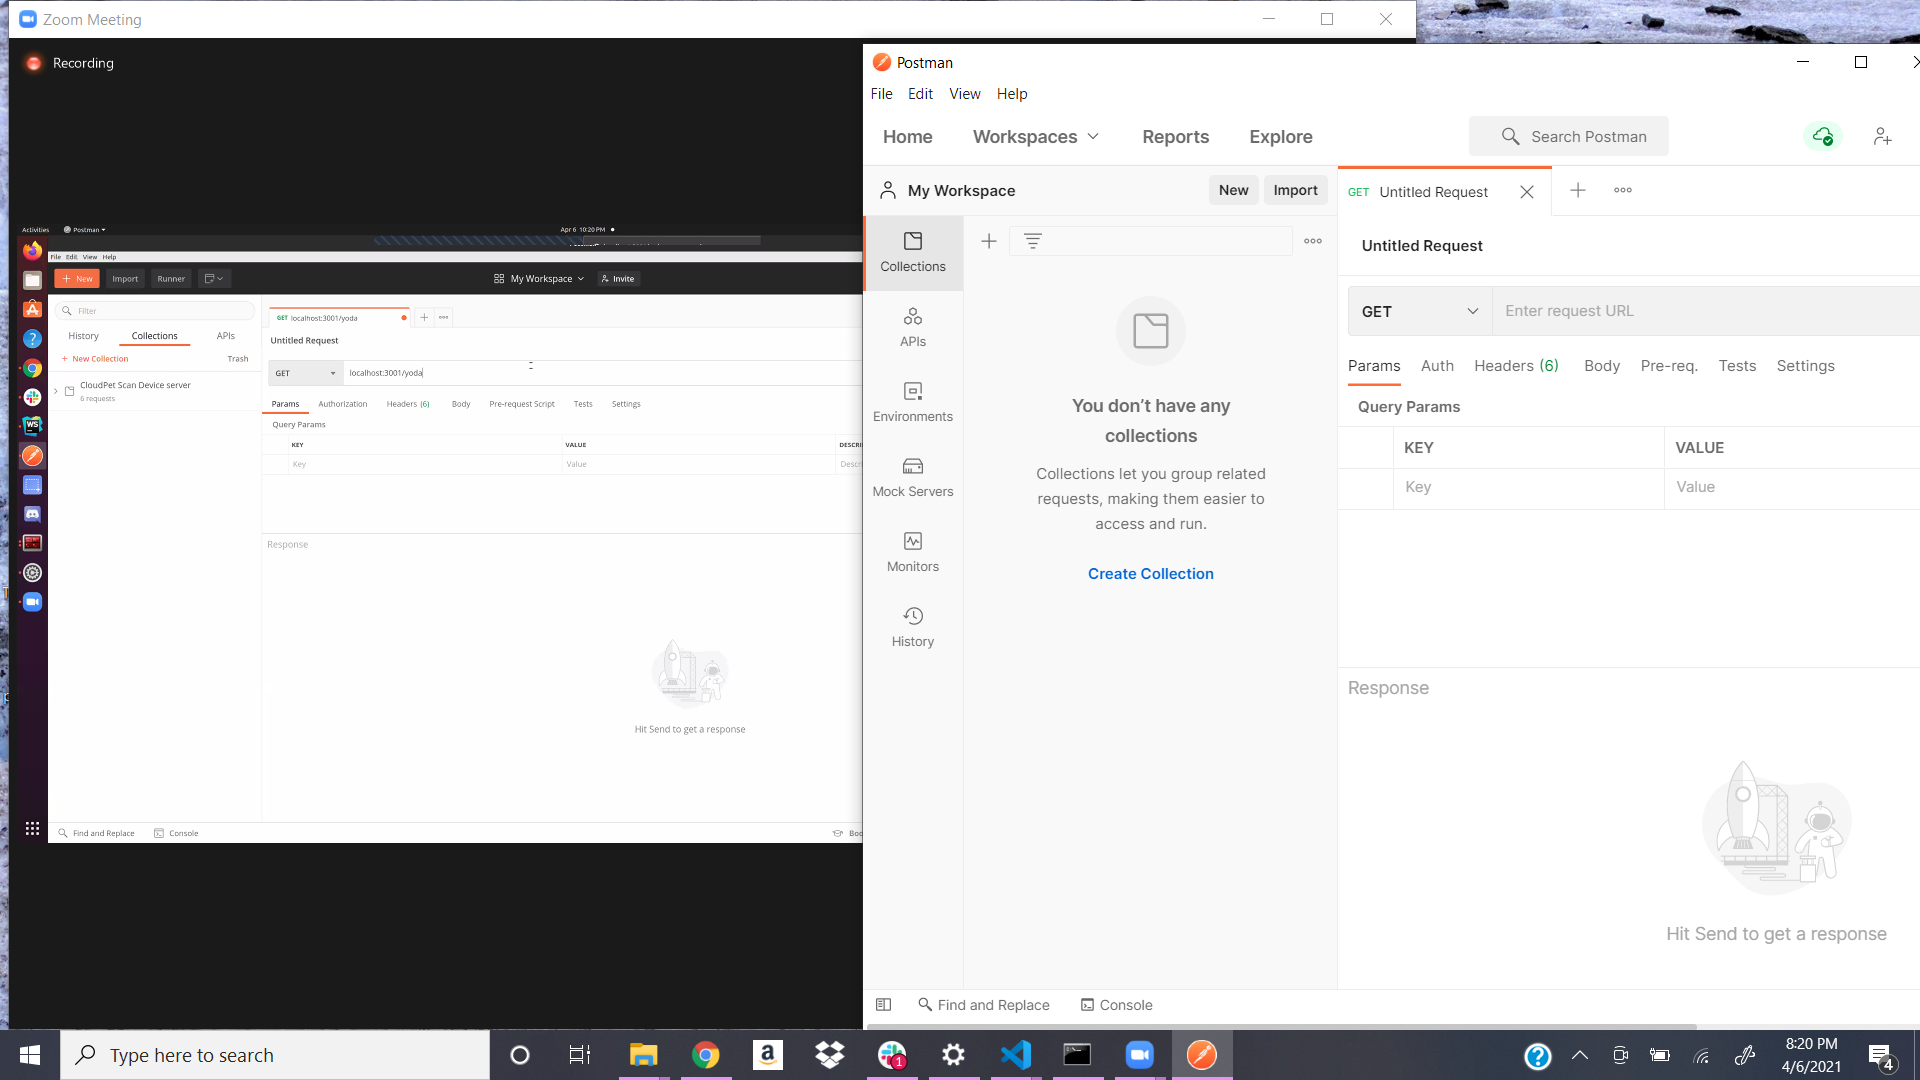 Zoom Meeting
Recording
Activities
Postman
Apr 6 10:20 PM
File Edit View Help
New
Import
Runner
My Workspace
Invite
Filter
History
Collections
APIs
+ New Collection
Trash
CloudPet Scan Device server
6 requests
GET localhost:3001/yoda
Untitled Request
GET
localhost:3001/yoda
Params Authorization Headers (6) Body Pre-request Script Tests Settings
Query Params
KEY VALUE
Key Value
Response
Hit Send to get a response
Find and Replace
Console
Postman
File Edit View Help
Home Workspaces Reports Explore
Search Postman
My Workspace
New
Import
Collections
APIs
Environments
Mock Servers
Monitors
History
You don’t have any
collections
Collections let you group related
requests, making them easier to
access and run.
Create Collection
GET Untitled Request
Untitled Request
GET
Enter request URL
Params Auth Headers (6) Body Pre-req. Tests Settings
Query Params
KEY VALUE
Key Value
Response
Hit Send to get a response
Find and Replace
Console
Type here to search
1
8:20 PM
4/6/2021
4